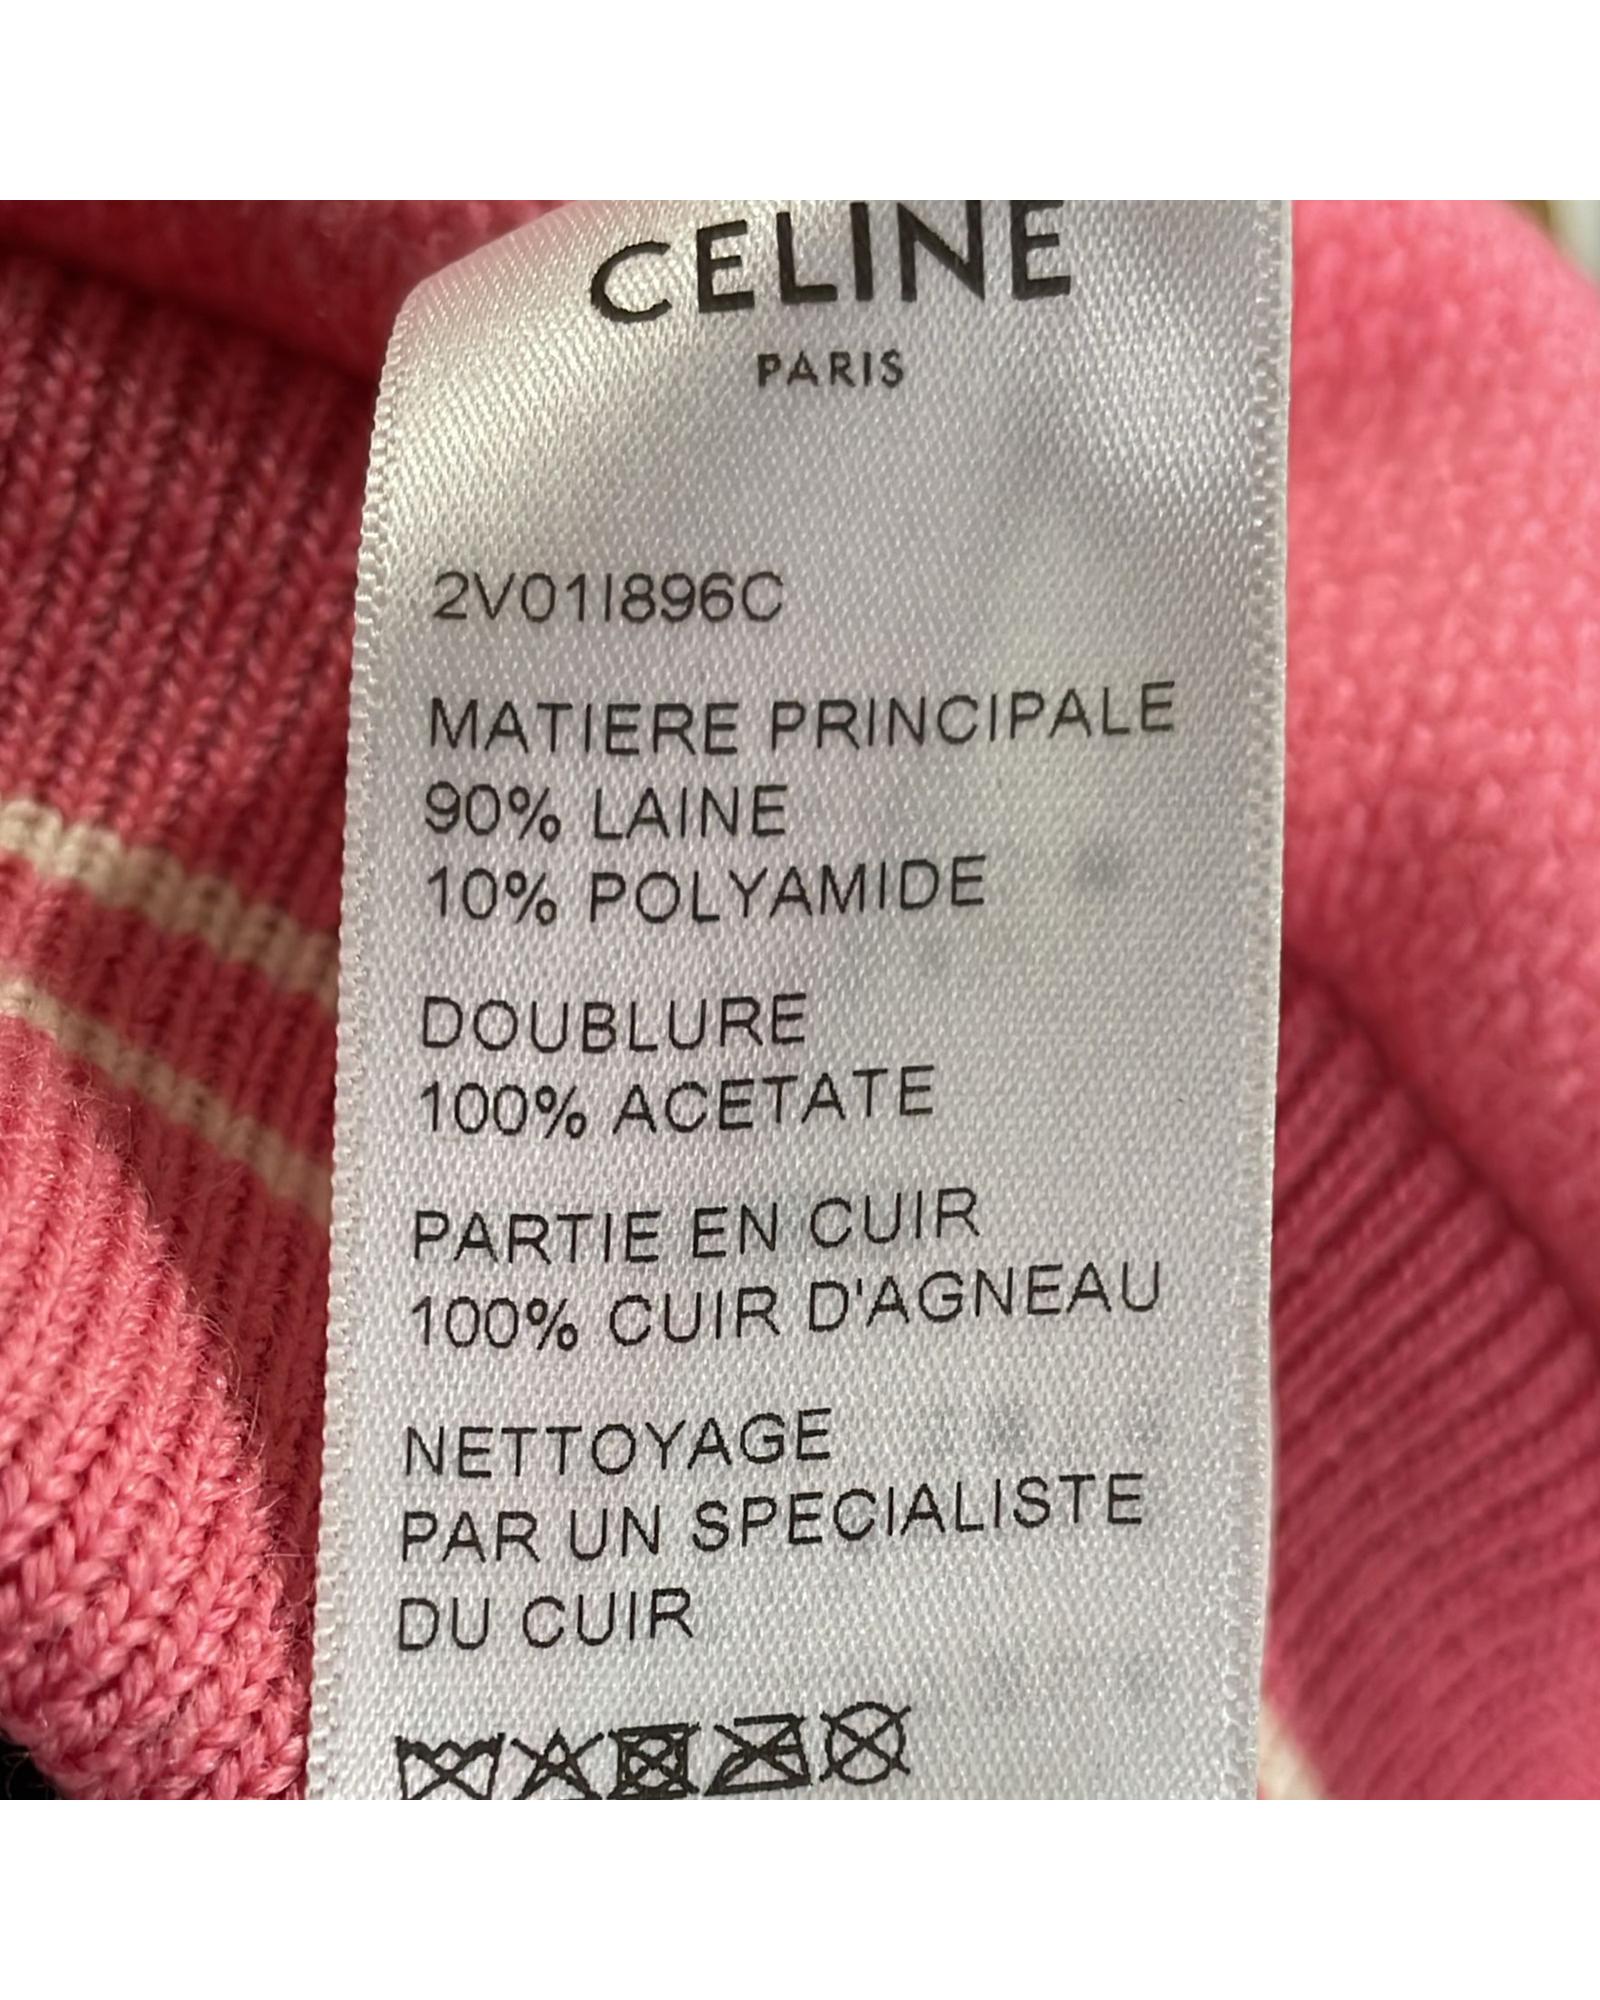 CELINE
PARIS
2V01I896C
MATIERE PRINCIPALE
90% LAINE
10% POLYAMIDE
DOUBLURE
100% ACETATE
PARTIE EN CUIR
100% CUIR D'AGNEAU
NETTOYAGE
PAR UN SPECIALISTE
DU CUIR